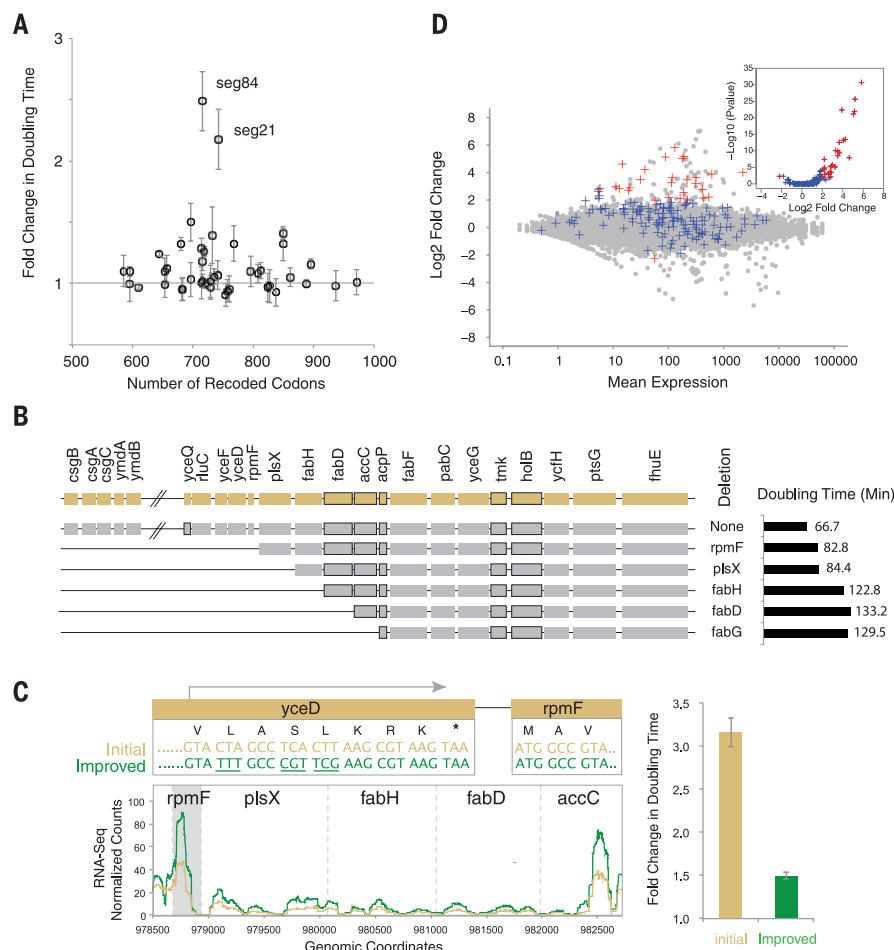 A
Fold Change in Doubling Time
3
2
1
seg84
seg21
500 600 700 800 900 1000
Number of Recoded Codons
D
Log2 Fold Change
8
6
4
2
0
−2
−4
−6
−8
0.1 1 10 100 1000 10000 100000
Mean Expression
−Log10 (Pvalue)
35
30
25
20
15
10
5
0
−4 −2 0 2 4 6 8
Log2 Fold Change
B
csgB csgA csgC ymdA ymdB yceQ rluC yceF yceD rpmF plsX fabH fabD accC acpP fabF pabC yceG tmk holB ycfH ptsG fhuE
Deletion
Doubling Time (Min)
None 66.7
rpmF 82.8
plsX 84.4
fabH 122.8
fabD 133.2
fabG 129.5
C
yceD rpmF
V L A S L K R K * M A V
Initial ......GTA CTA GCC TCA CTT AAG CGT AAG TAA ATG GCC GTA..
Improved ......GTA TTT GCC CGT TCG AAG CGT AAG TAA ATG GCC GTA..
rpmF plsX fabH fabD accC
RNA-Seq
Normalized Counts
100
80
60
40
20
0
978500 979000 979500 980000 980500 981000 981500 982000 982500
Genomic Coordinates
Fold Change in Doubling Time
3.5
3.0
2.5
2.0
1.5
1.0
initial Improved